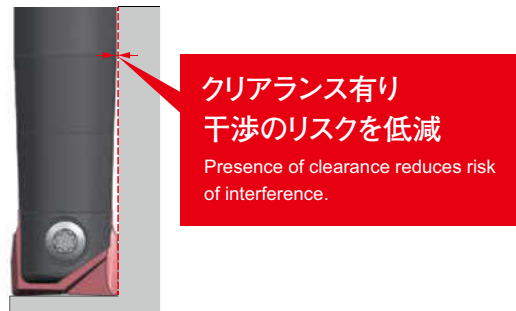 クリアランス有り
干渉のリスクを低減
Presence of clearance reduces risk
of interference.